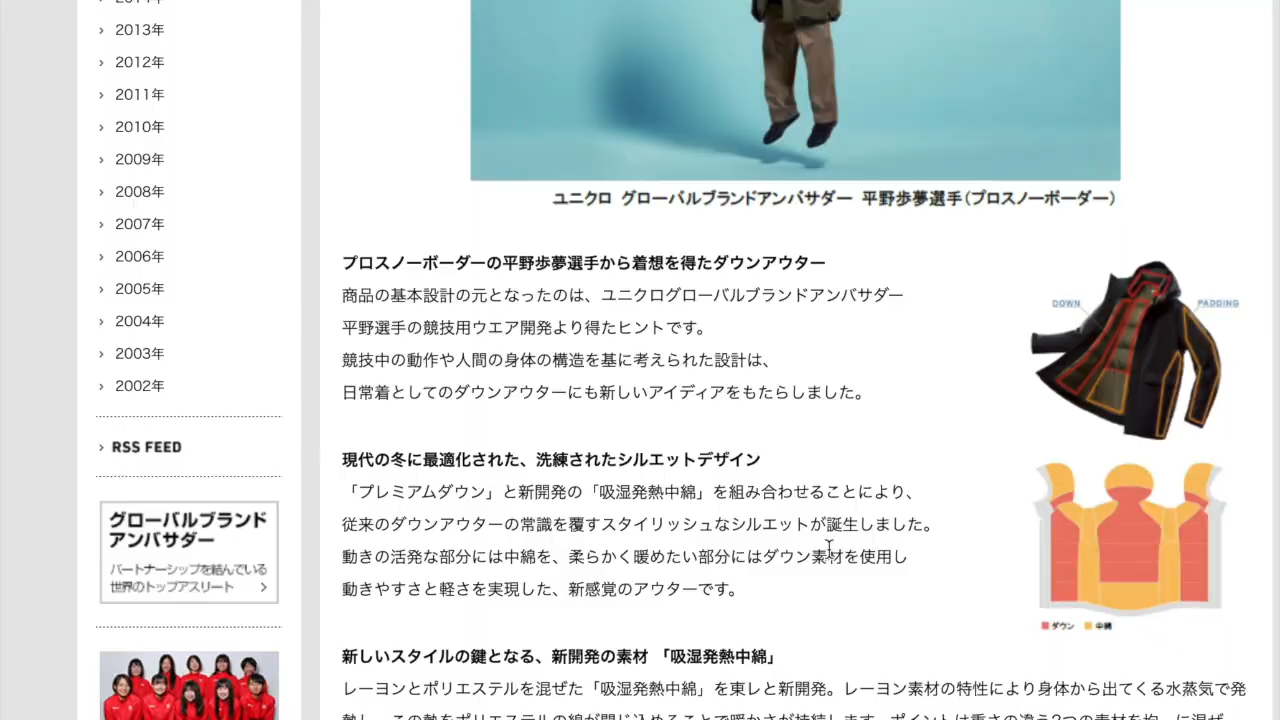 2013年
2012年
2011年
2010年
2009年
2008年
2007年
2006年
2005年
2004年
2003年
2002年
RSS FEED
グローバルブランド
アンバサダー
パートナーシップを結んでいる
世界のトップアスリート
ユニクロ グローバルブランドアンバサダー 平野歩夢選手(プロスノーボーダー)
プロスノーボーダーの平野歩夢選手から着想を得たダウンアウター
商品の基本設計の元となったのは、ユニクログローバルブランドアンバサダー
平野選手の競技用ウエア開発より得たヒントです。
競技中の動作や人間の身体の構造を基に考えられた設計は、
日常着としてのダウンアウターにも新しいアイディアをもたらしました。
DOWN
PADDING
現代の冬に最適化された、洗練されたシルエットデザイン
「プレミアムダウン」と新開発の「吸湿発熱中綿」を組み合わせることにより、
従来のダウンアウターの常識を覆すスタイリッシュなシルエットが誕生しました。
動きの活発な部分には中綿を、柔らかく暖めたい部分にはダウン素材を使用し
動きやすさと軽さを実現した、新感覚のアウターです。
ダウン 中綿
新しいスタイルの鍵となる、新開発の素材 「吸湿発熱中綿」
レーヨンとポリエステルを混ぜた「吸湿発熱中綿」を東レと新開発。レーヨン素材の特性により身体から出てくる水蒸気で発